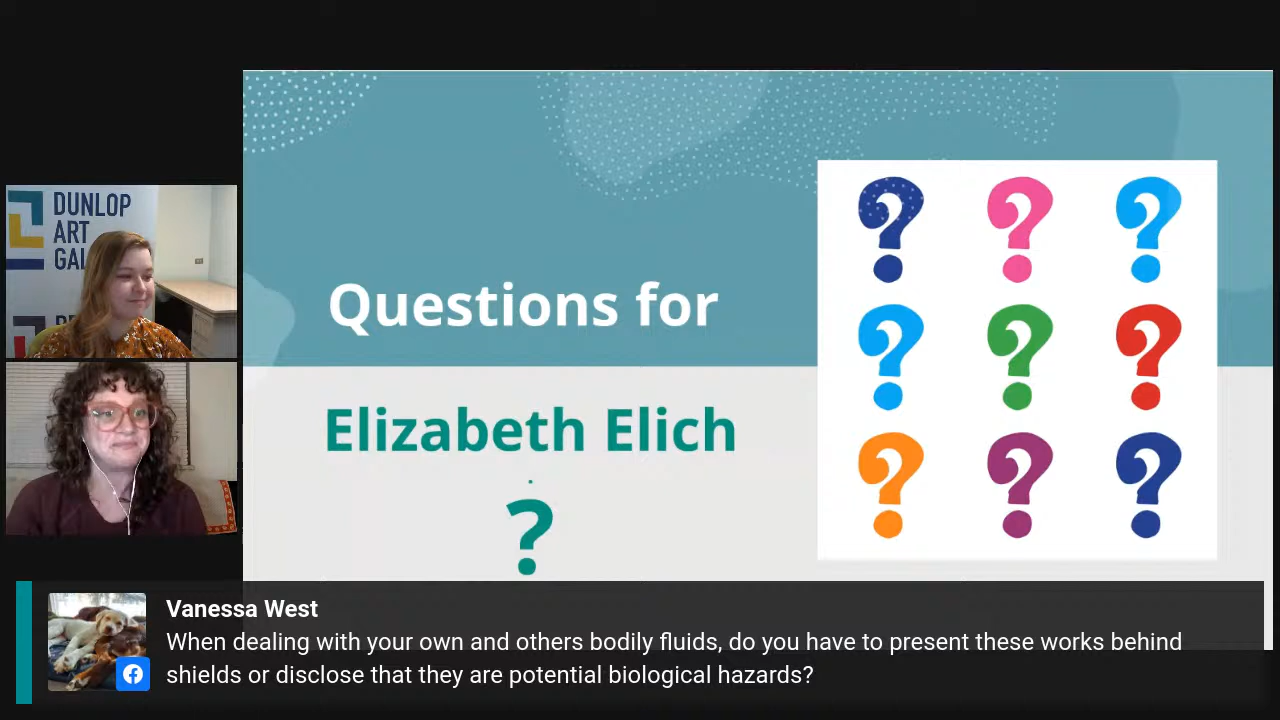 DUNLOP
ART
GAL
Questions for
Elizabeth Elich
?
? ? ?
? ? ?
? ? ?
Vanessa West
When dealing with your own and others bodily fluids, do you have to present these works behind
shields or disclose that they are potential biological hazards?